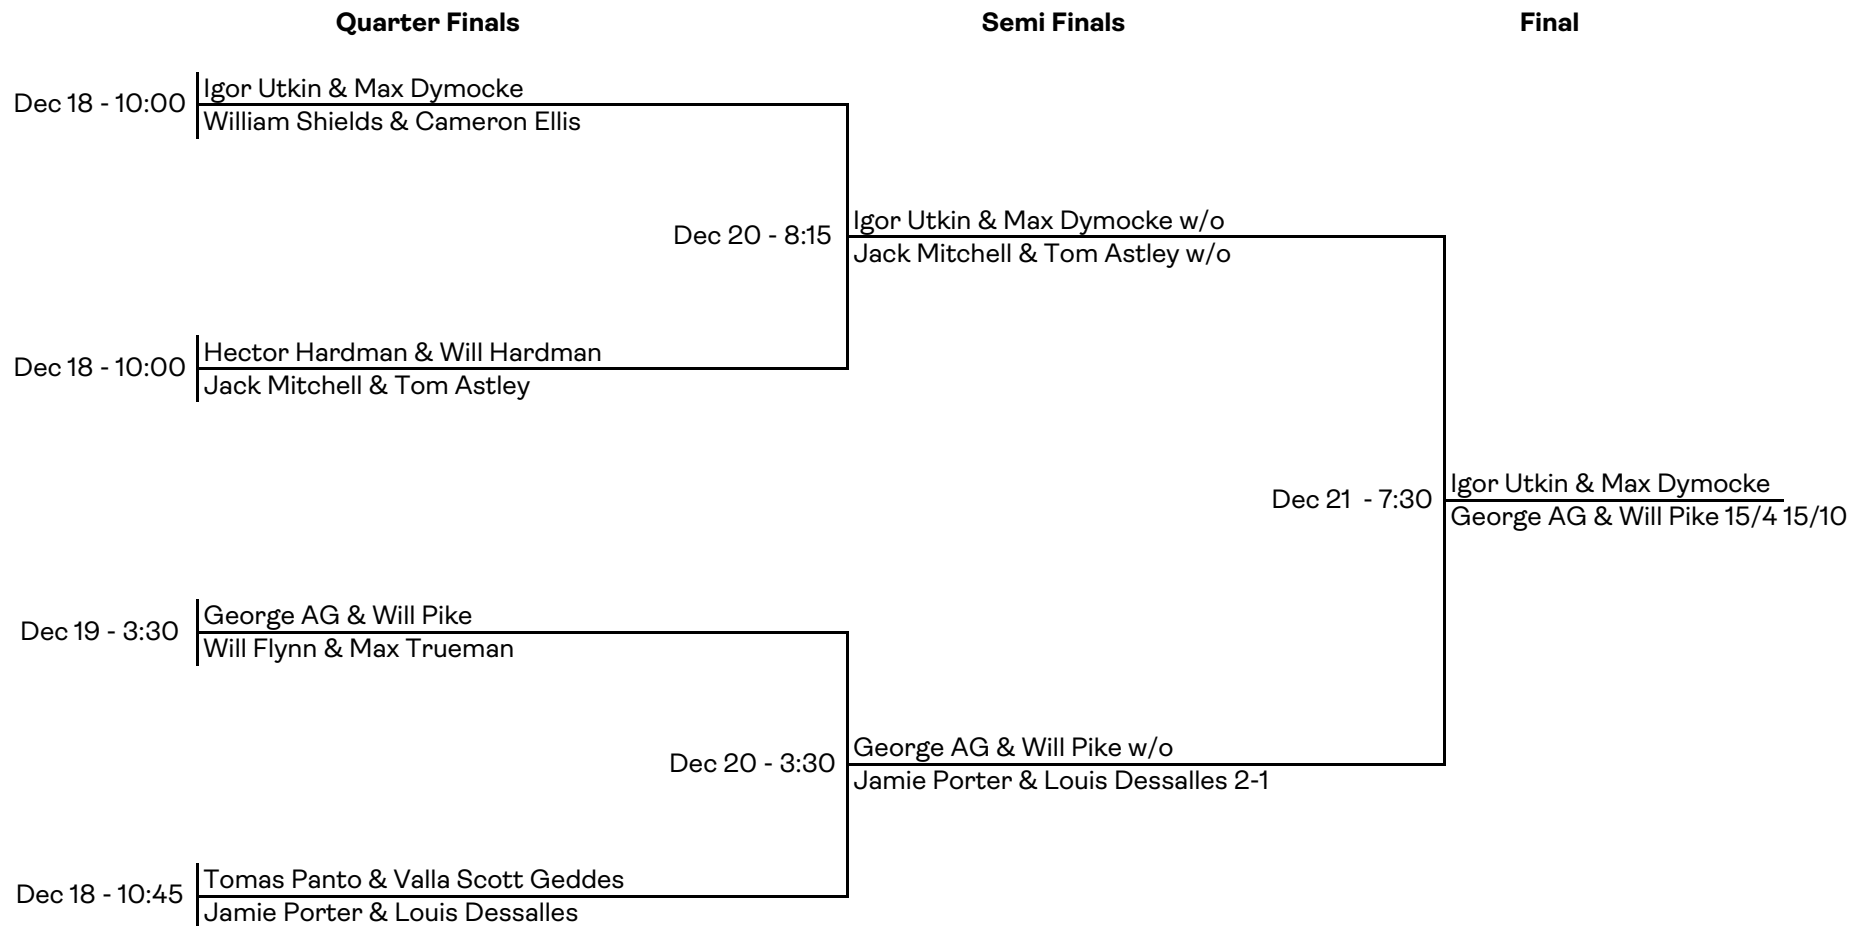 Quarter Finals
Semi Finals
Final
Dec 18 - 10:00
Igor Utkin & Max Dymocke
William Shields & Cameron Ellis
Dec 20 - 8:15
Igor Utkin & Max Dymocke w/o
Jack Mitchell & Tom Astley w/o
Dec 18 - 10:00
Hector Hardman & Will Hardman
Jack Mitchell & Tom Astley
Dec 21 - 7:30
Igor Utkin & Max Dymocke
George AG & Will Pike 15/4 15/10
Dec 19 - 3:30
George AG & Will Pike
Will Flynn & Max Trueman
Dec 20 - 3:30
George AG & Will Pike w/o
Jamie Porter & Louis Dessalles 2-1
Dec 18 - 10:45
Tomas Panto & Valla Scott Geddes
Jamie Porter & Louis Dessalles